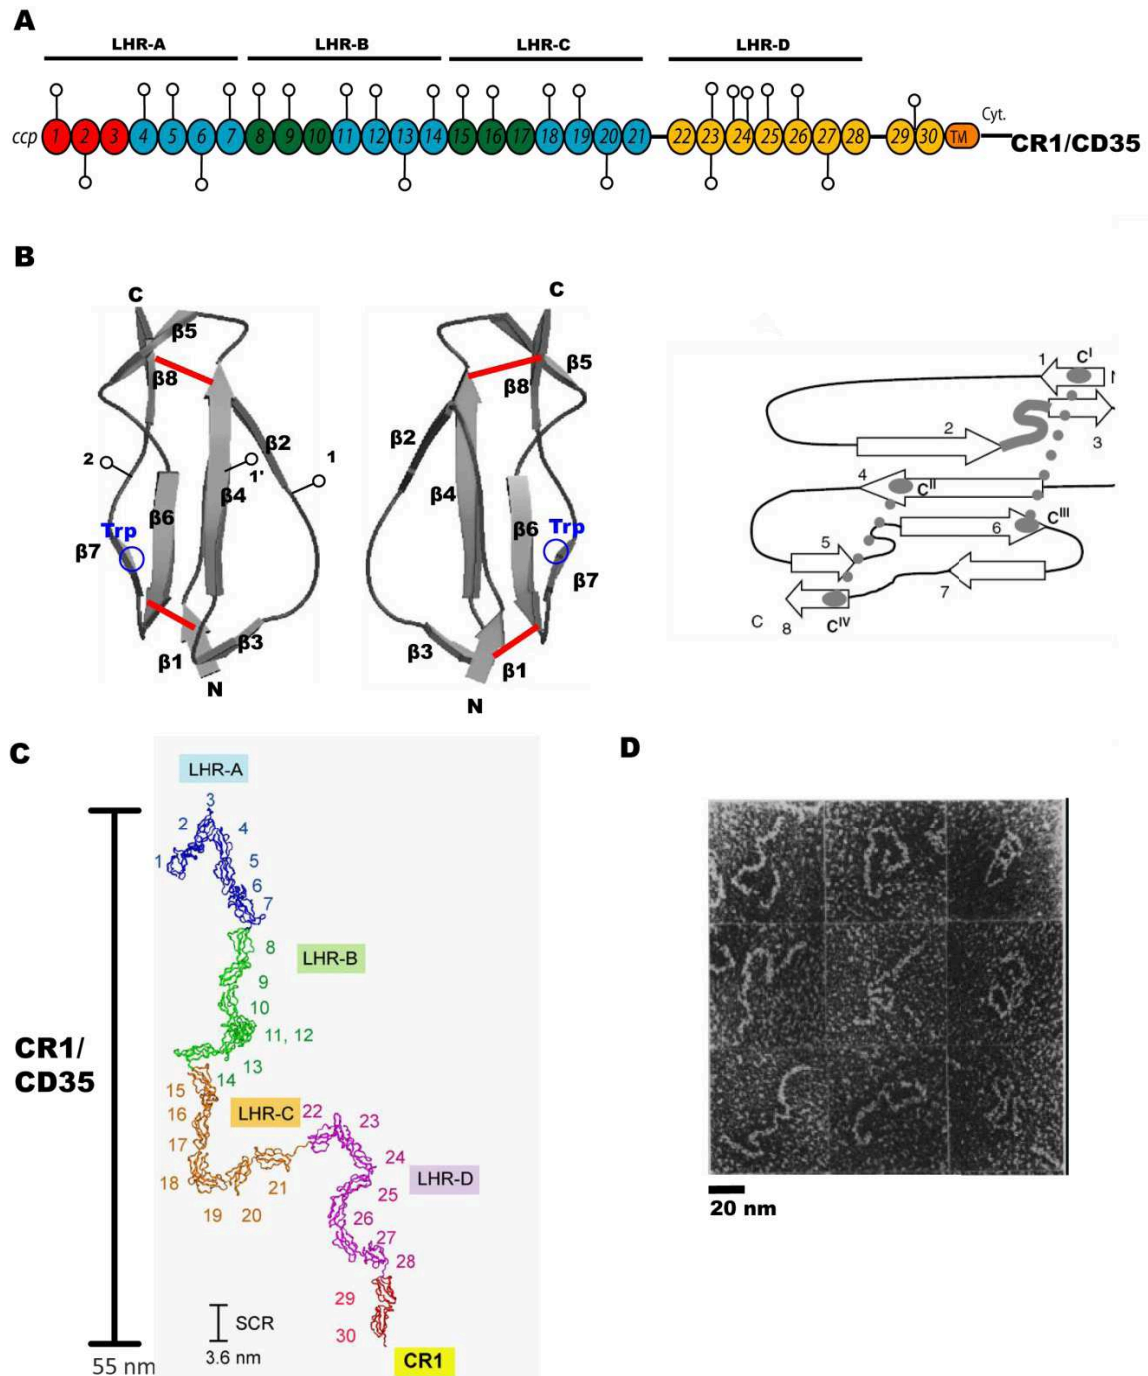 A
LHR-A LHR-B LHR-C LHR-D
ccp 1 2 3 4 5 6 7 8 9 10 11 12 13 14 15 16 17 18 19 20 21 22 23 24 25 26 27 28 29 30 TM Cyt. CR1/CD35
B
C
β5
β8
β2
2
1
1'
β4
β6
Trp
β7
β3
β1
N
C
β5
β8
β2
β4
β6
Trp
β7
β3
β1
N
1 Cᴵ
2
3
4
Cᴵᴵ
Cᴵᴵᴵ
6
5
7
C 8 Cᴵⱽ
C
LHR-A
3
2 4
1 5
6
7
8
LHR-B
9
10
11, 12
13
14
CR1/
CD35
15
16 LHR-C 22 23
17
24
LHR-D
18 21 25
19 20 26
27
28
29
SCR
30
3.6 nm
CR1
55 nm
D
20 nm